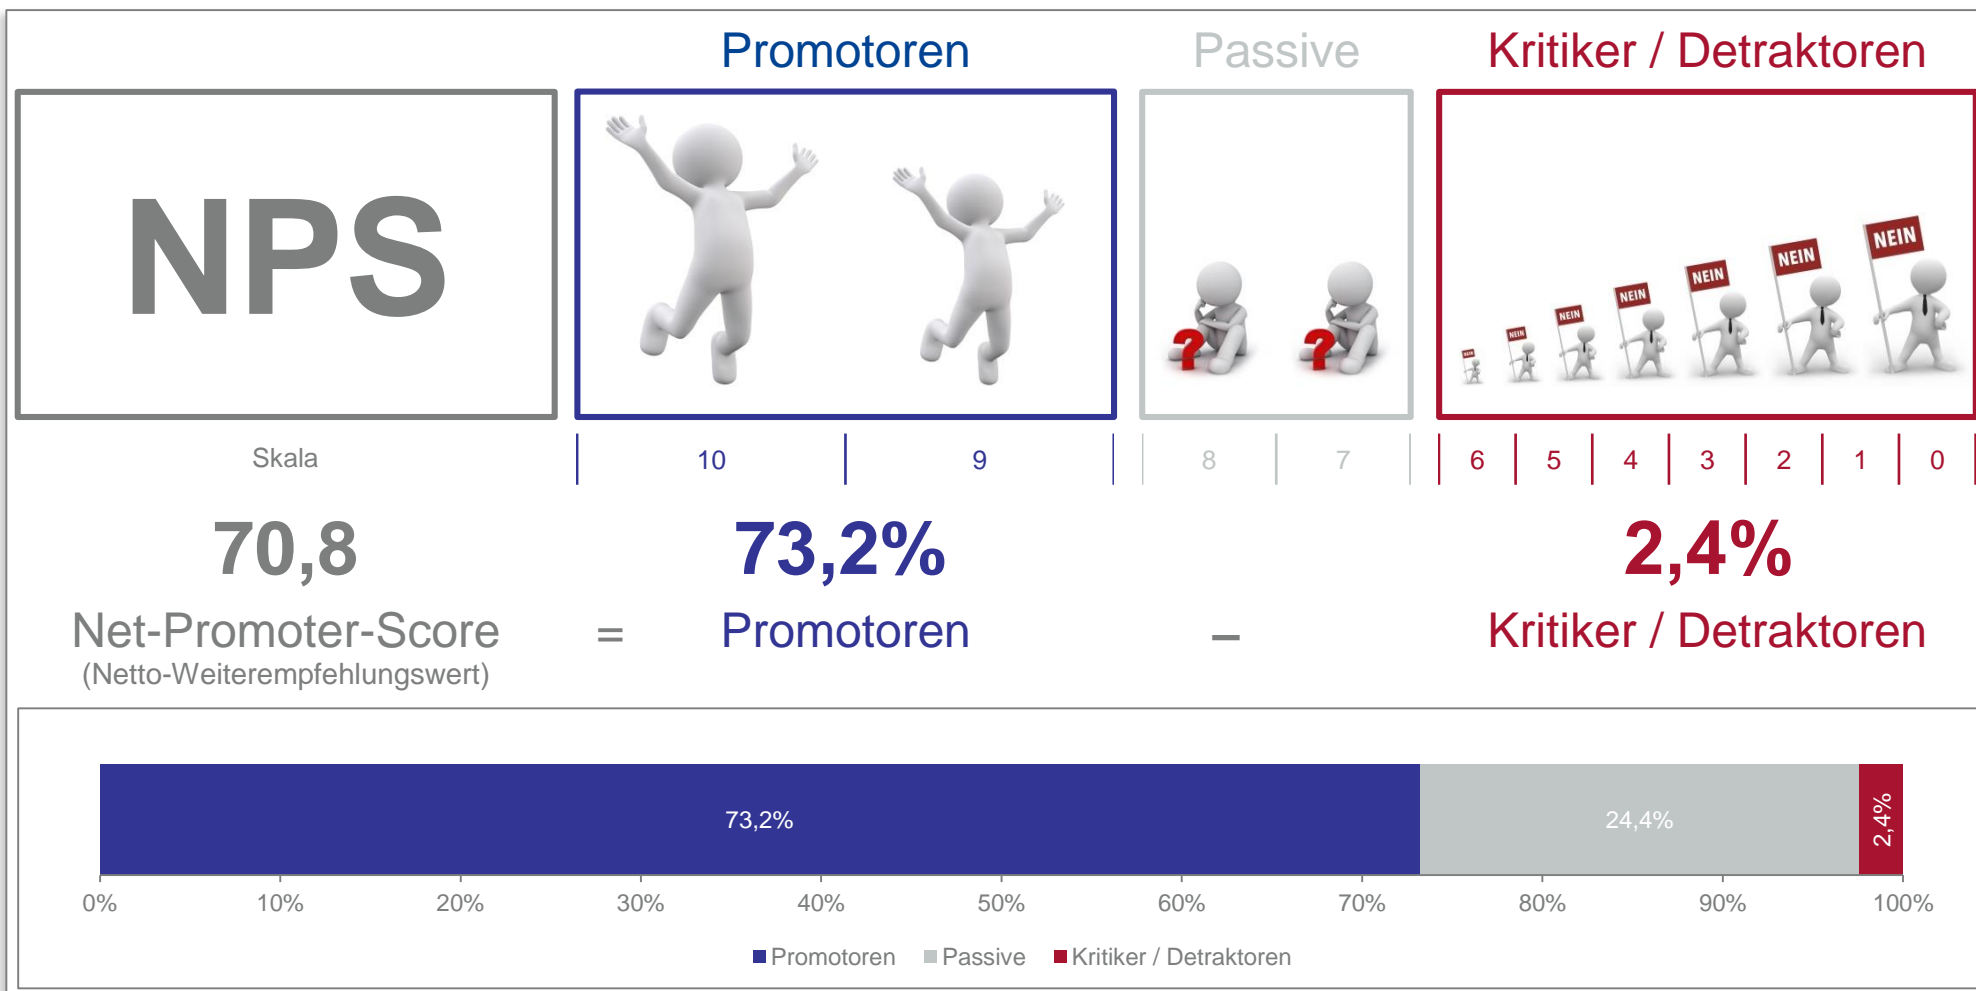 Promotoren Passive Kritiker / Detraktoren
NPS
NEIN NEIN NEIN NEIN NEIN NEIN NEIN
Skala 10 9 8 7 6 5 4 3 2 1 0
70,8 73,2% 2,4%
Net-Promoter-Score = Promotoren – Kritiker / Detraktoren
(Netto-Weiterempfehlungswert)
73,2% 24,4% 2,4%
0% 10% 20% 30% 40% 50% 60% 70% 80% 90% 100%
Promotoren Passive Kritiker / Detraktoren